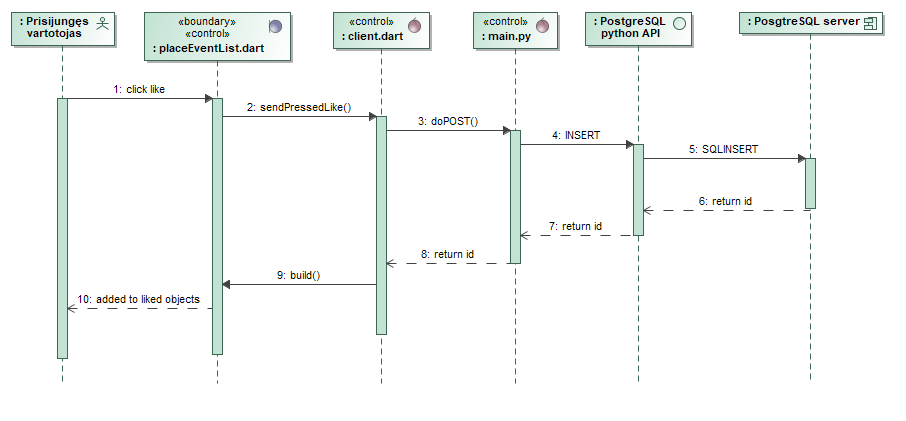 : Prisijungęs
vartotojas
«boundary»
«control»
: placeEventList.dart
«control»
: client.dart
«control»
: main.py
: PostgreSQL
python API
: PosgtreSQL server
1: click like
2: sendPressedLike()
3: doPOST()
4: INSERT
5: SQLINSERT
6: return id
7: return id
8: return id
9: build()
10: added to liked objects